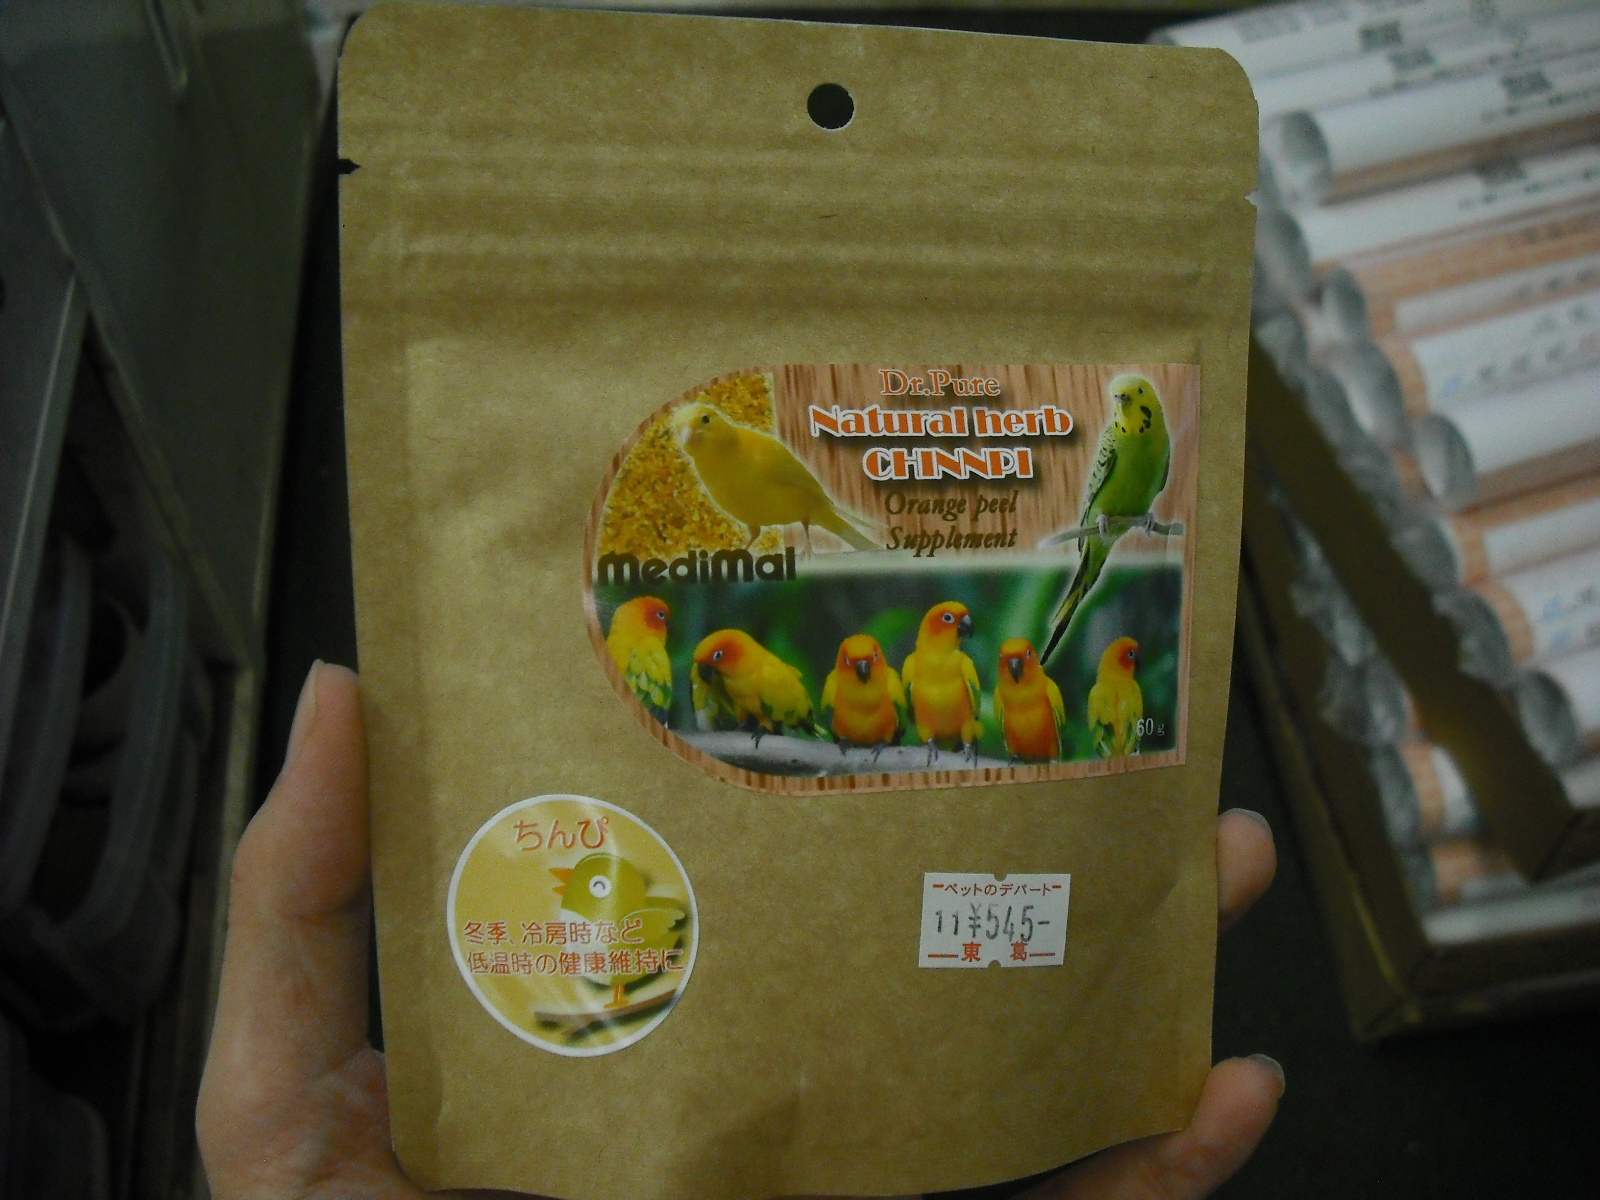 Dr.Pure
Natural herb
CHINNPI
Orange peel
Supplement
MediMal
60g
ちんぴ
冬季、冷房時など
低温時の健康維持に
ペットのデパート
11¥545-
東 葛